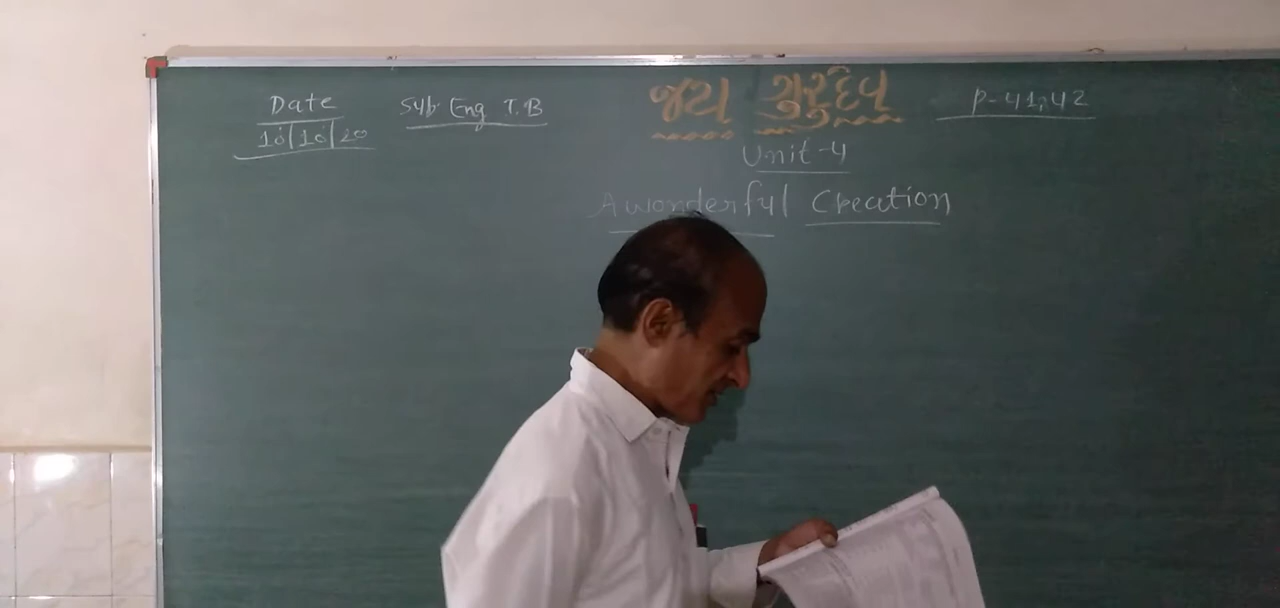 Date
10/10/20
Sub: Eng T.B
જય ગુરુદેવ
P-41,42
Unit-4
A wonderful Creation